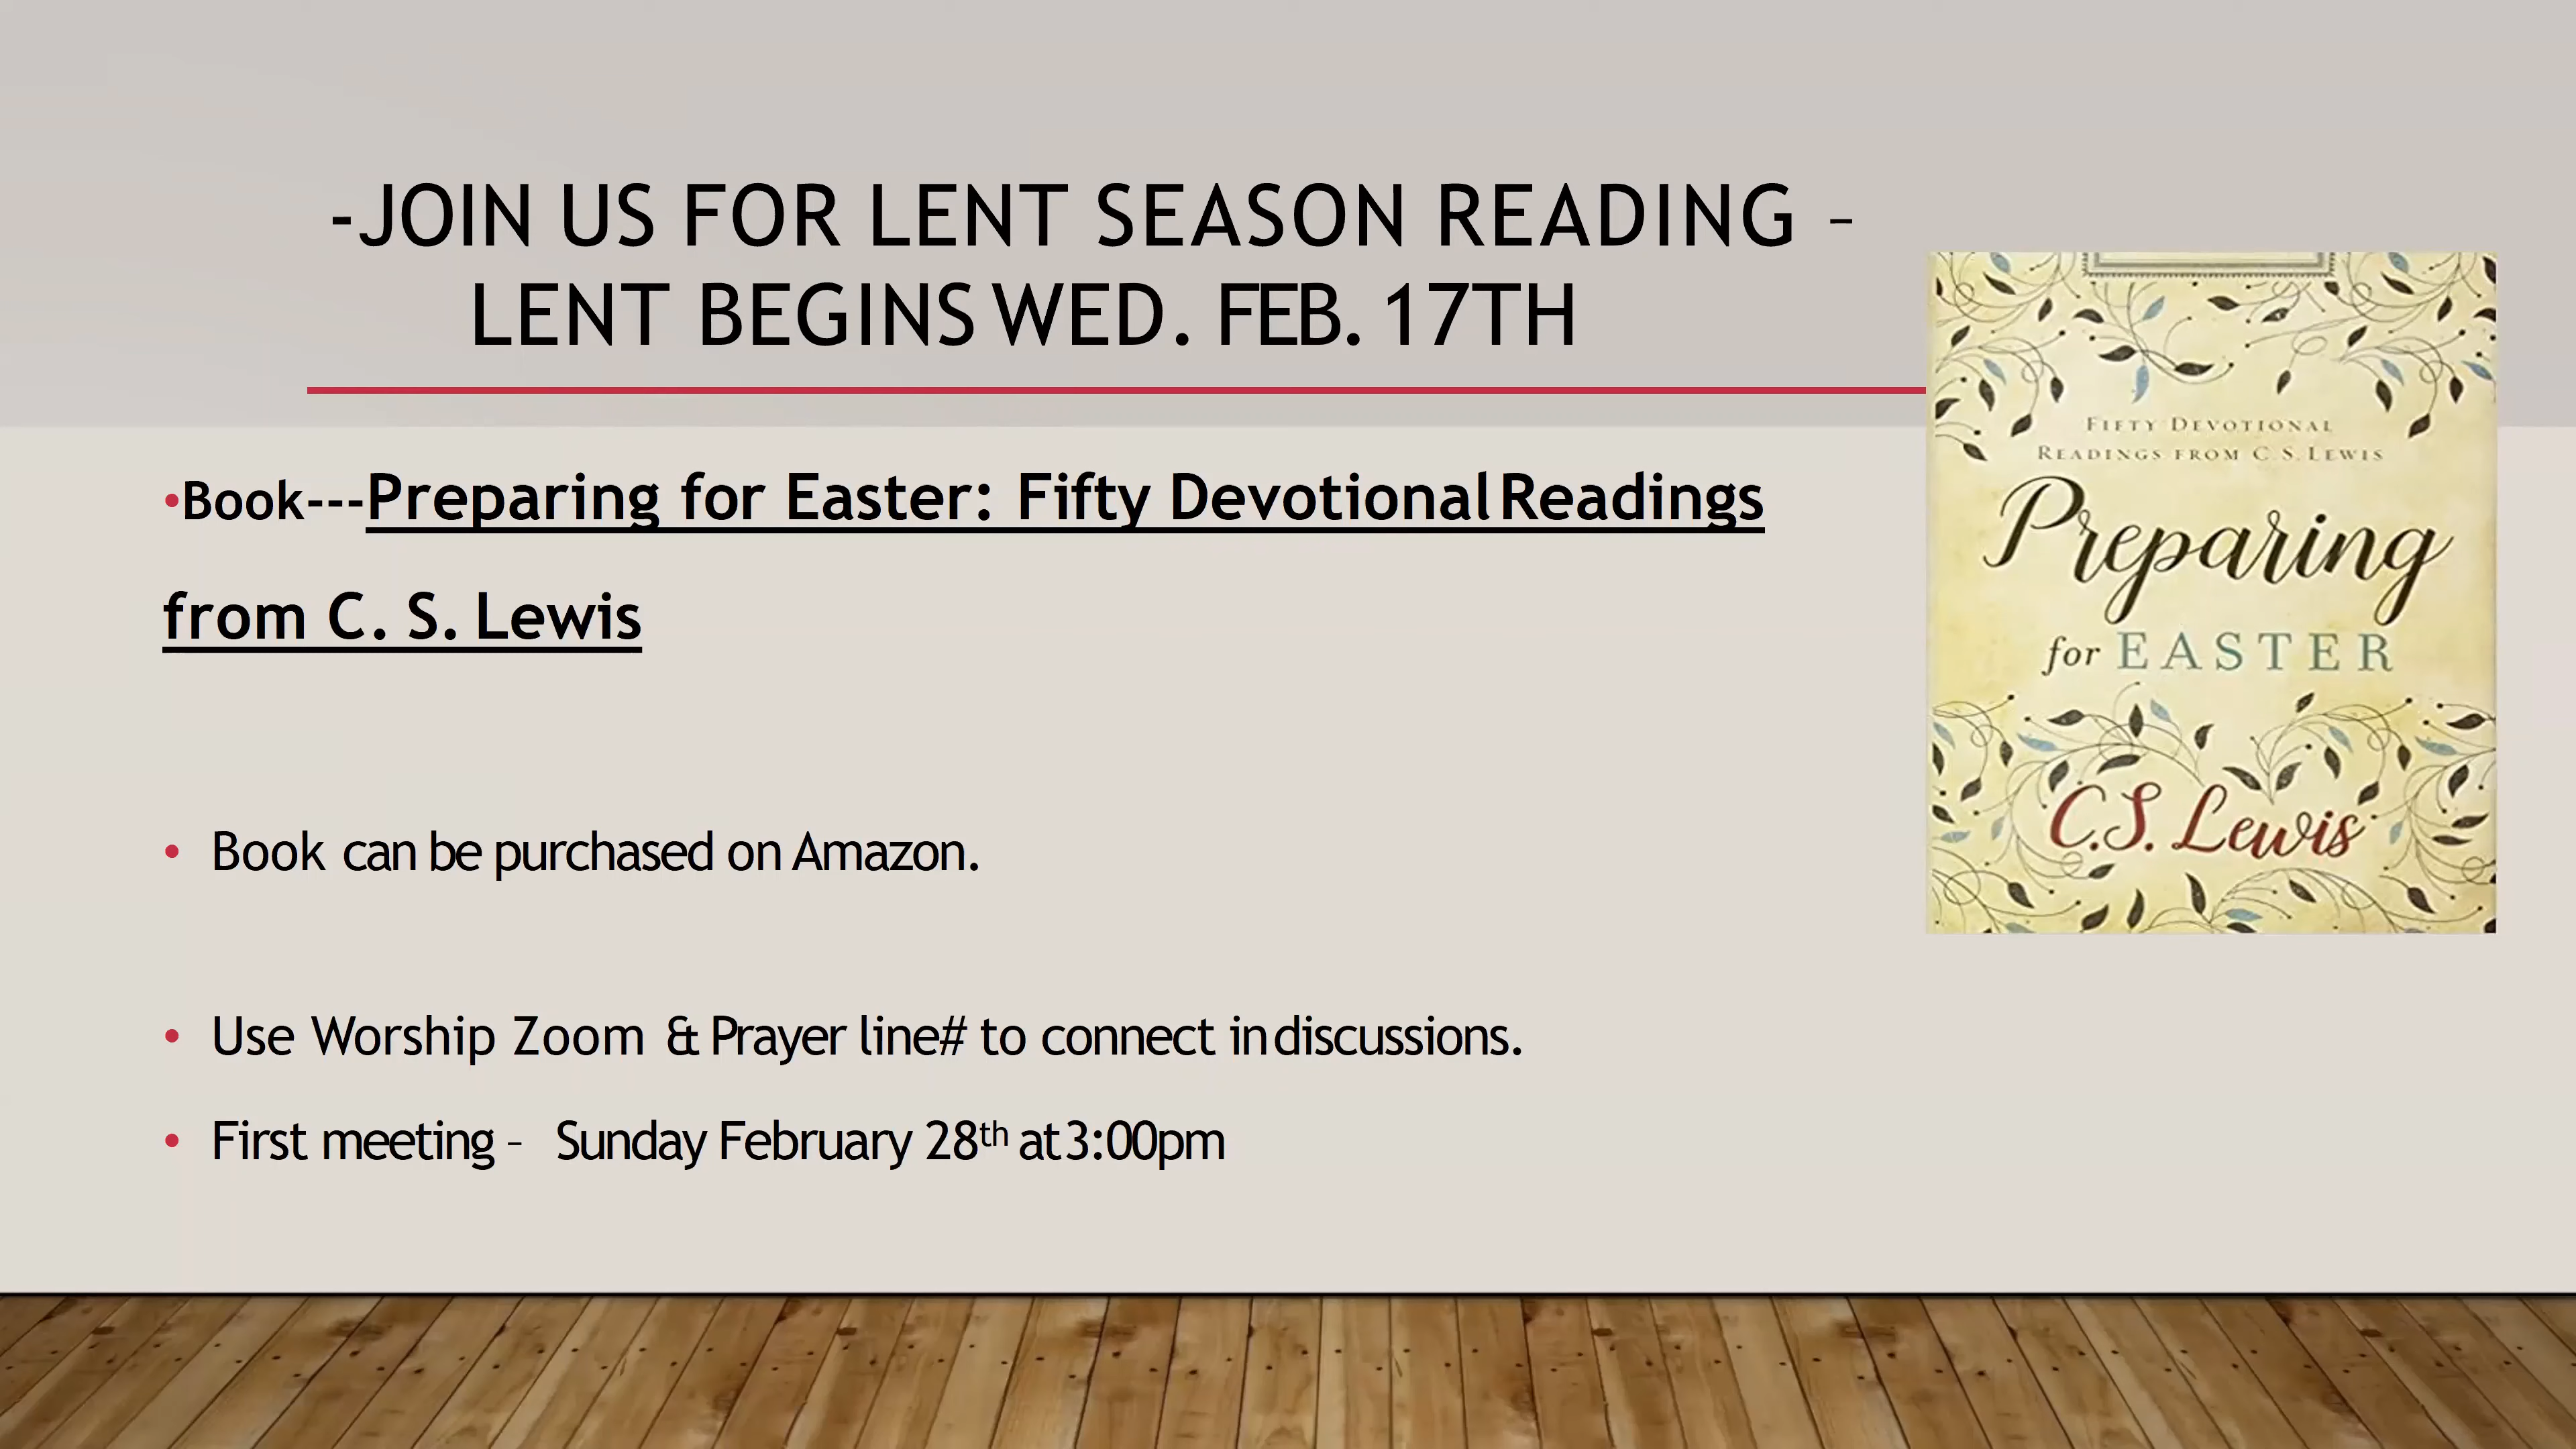 -JOIN US FOR LENT SEASON READING –
LENT BEGINS WED. FEB. 17TH
•Book---Preparing for Easter: Fifty Devotional Readings
from C. S. Lewis
• Book can be purchased on Amazon.
• Use Worship Zoom & Prayer line# to connect in discussions.
• First meeting – Sunday February 28th at 3:00pm
FIFTY DEVOTIONAL
READINGS FROM C.S. LEWIS
Preparing
for EASTER
C.S. Lewis